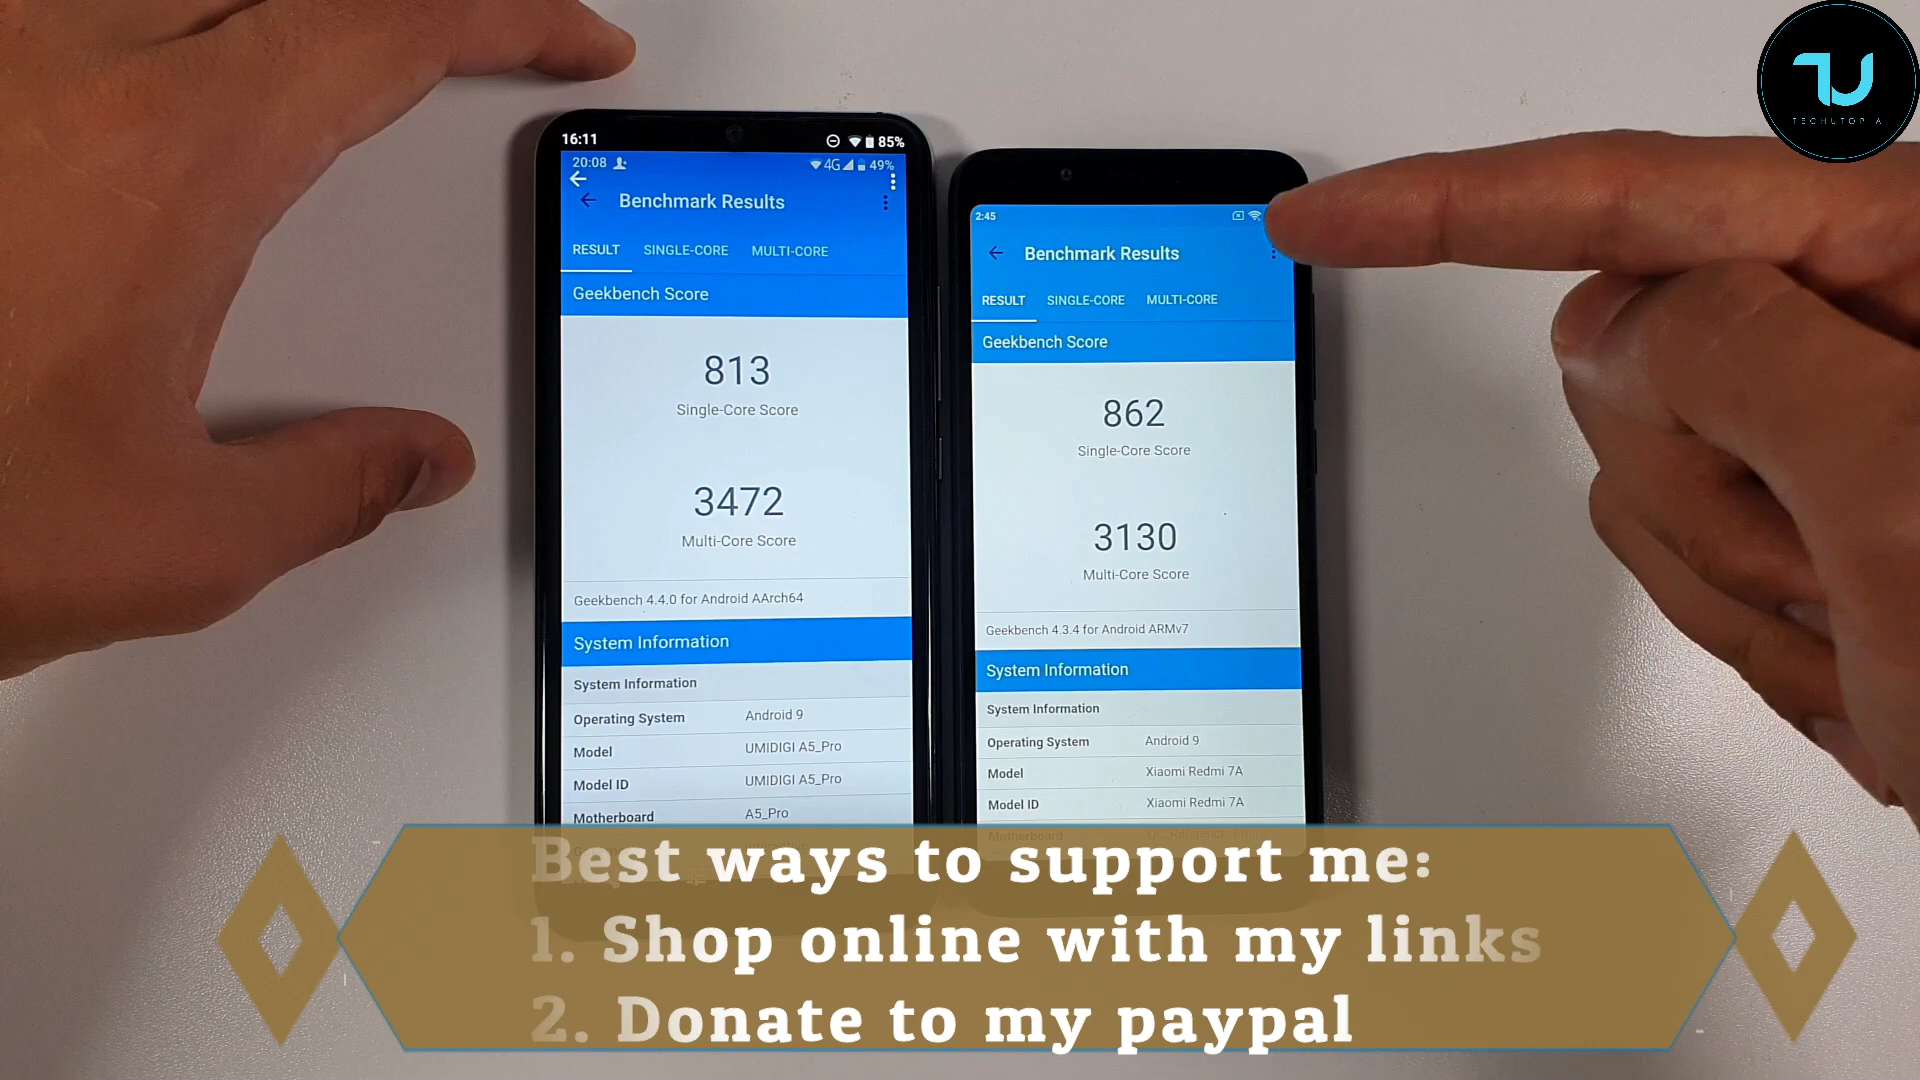 TECHUTOPIA
16:11
85%
20:08
4G
49%
Benchmark Results
RESULT SINGLE-CORE MULTI-CORE
Geekbench Score
813
Single-Core Score
3472
Multi-Core Score
Geekbench 4.4.0 for Android AArch64
System Information
System Information
Operating System Android 9
Model UMIDIGI A5_Pro
Model ID UMIDIGI A5_Pro
Motherboard A5_Pro
2:45
Benchmark Results
RESULT SINGLE-CORE MULTI-CORE
Geekbench Score
862
Single-Core Score
3130
Multi-Core Score
Geekbench 4.3.4 for Android ARMv7
System Information
System Information
Operating System Android 9
Model Xiaomi Redmi 7A
Model ID Xiaomi Redmi 7A
Motherboard
Best ways to support me:
1. Shop online with my links
2. Donate to my paypal